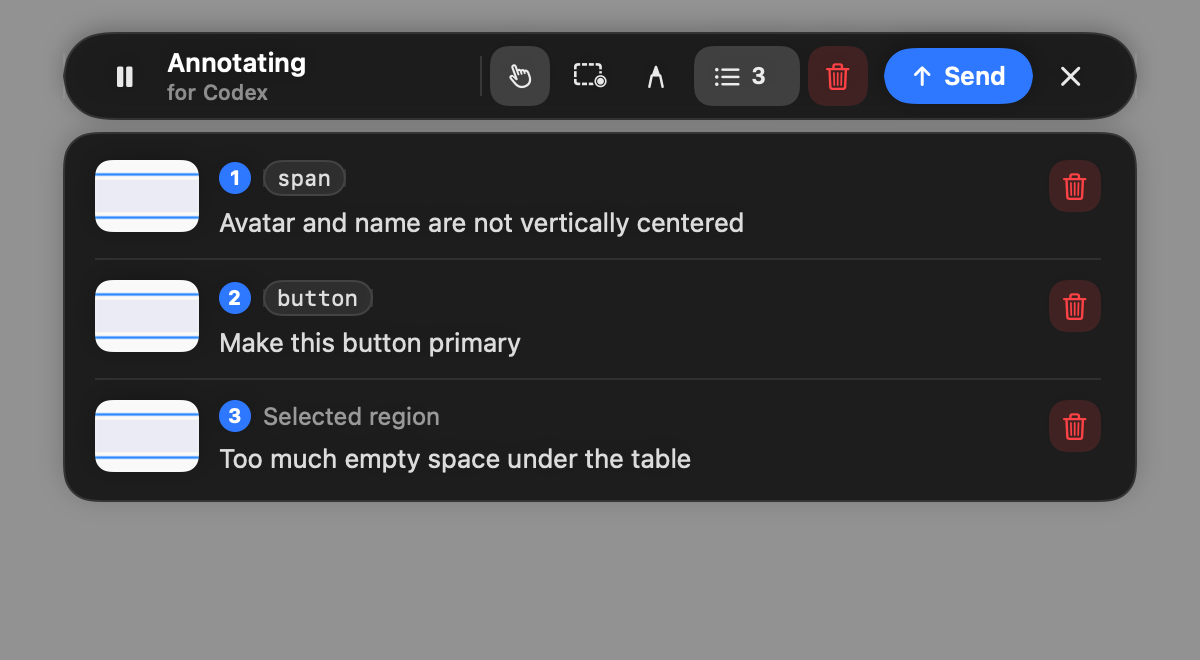 Annotating
for Codex
3
Send
1 span
Avatar and name are not vertically centered
2 button
Make this button primary
3 Selected region
Too much empty space under the table